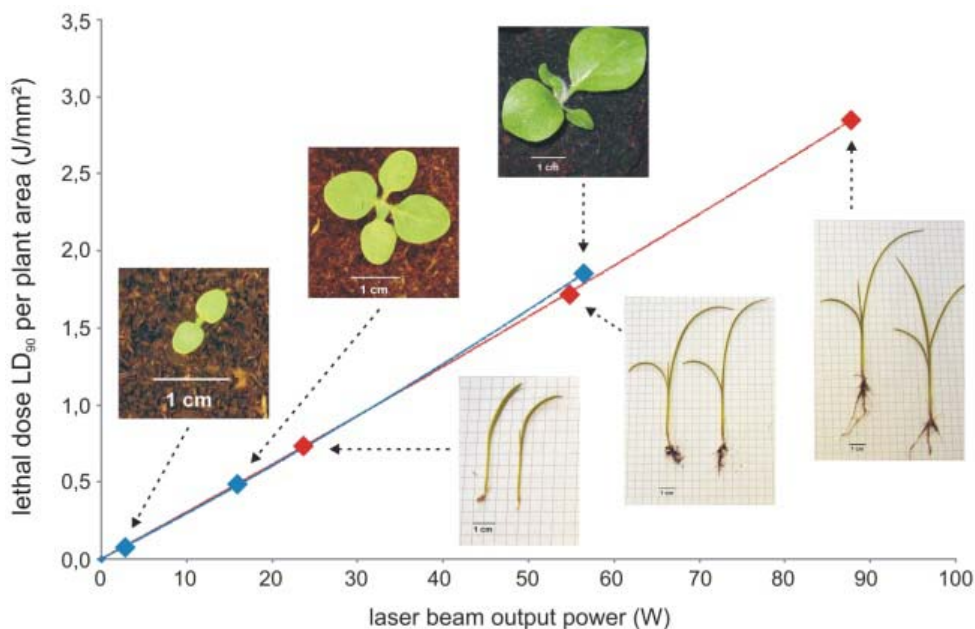 lethal dose LD₉₀ per plant area (J/mm²)
3,5
3,0
2,5
2,0
1,5
1,0
0,5
0,0
1 cm
1 cm
1 cm
1 cm
1 cm
1 cm
0 10 20 30 40 50 60 70 80 90 100
laser beam output power (W)